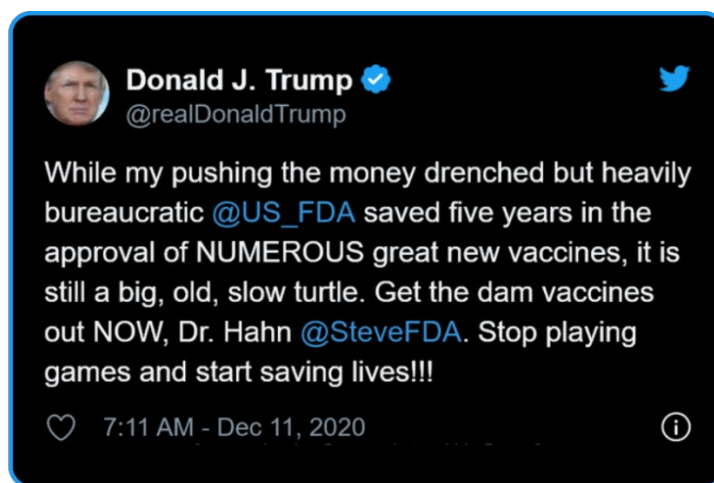 Donald J. Trump
@realDonaldTrump
While my pushing the money drenched but heavily
bureaucratic @US_FDA saved five years in the
approval of NUMEROUS great new vaccines, it is
still a big, old, slow turtle. Get the dam vaccines
out NOW, Dr. Hahn @SteveFDA. Stop playing
games and start saving lives!!!
7:11 AM - Dec 11, 2020